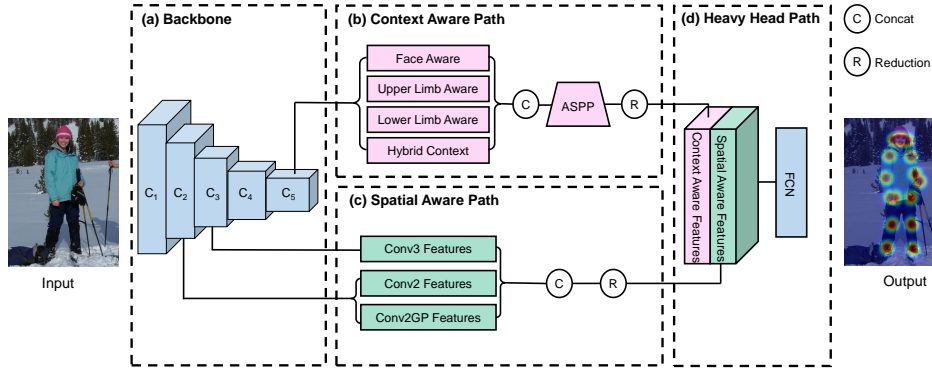 (a) Backbone
C1
C2
C3
C4
C5
Input
(b) Context Aware Path
Face Aware
Upper Limb Aware
Lower Limb Aware
Hybrid Context
C
ASPP
R
(c) Spatial Aware Path
Conv3 Features
Conv2 Features
Conv2GP Features
C
R
(d) Heavy Head Path
Context Aware Features
Spatial Aware Features
FCN
C Concat
R Reduction
Output